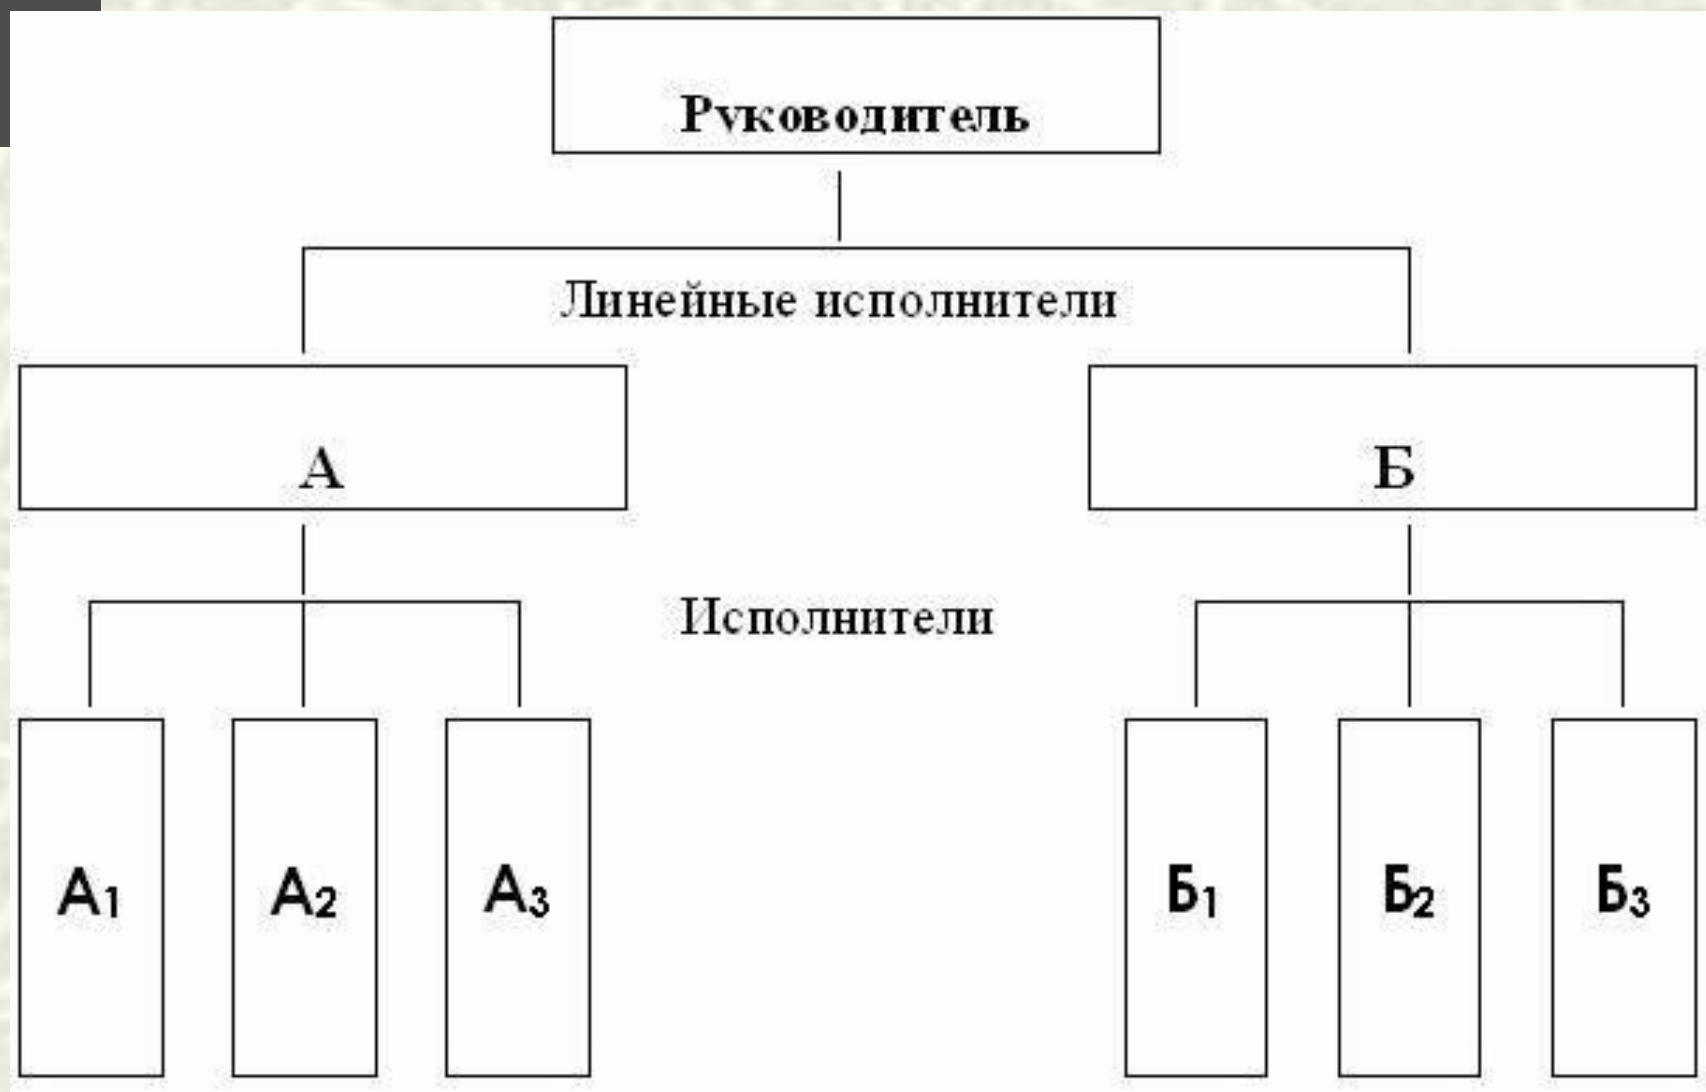 Руководитель
Линейные исполнители
А
Б
Исполнители
А1
А2
А3
Б1
Б2
Б3